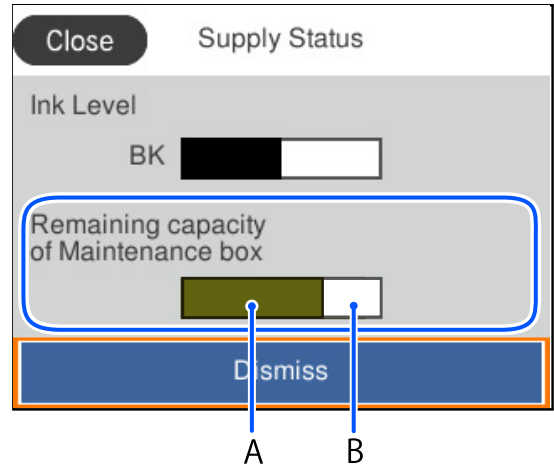 Close
Supply Status
Ink Level
BK
Remaining capacity
of Maintenance box
Dismiss
A
B